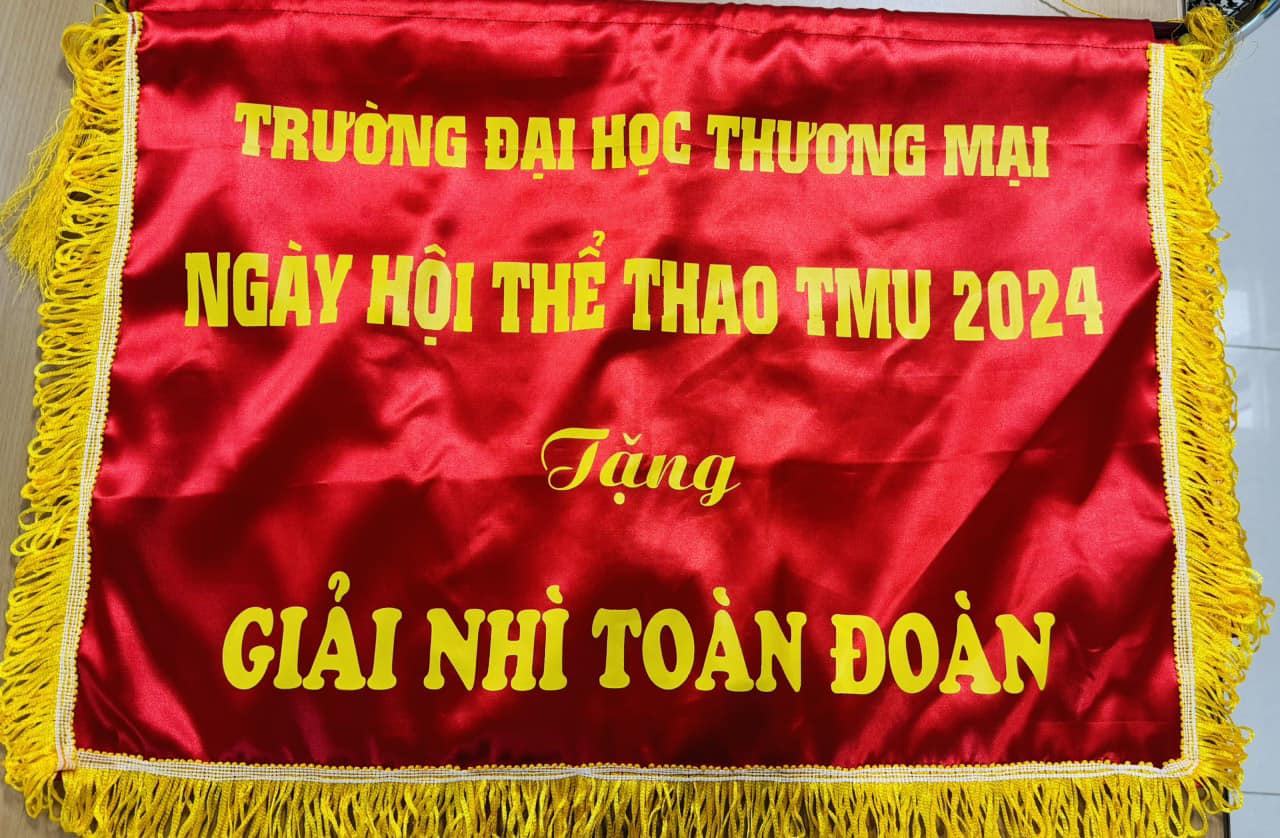 TRƯỜNG ĐẠI HỌC THƯƠNG MẠI
NGÀY HỘI THỂ THAO TMU 2024
Tặng
GIẢI NHÌ TOÀN ĐOÀN